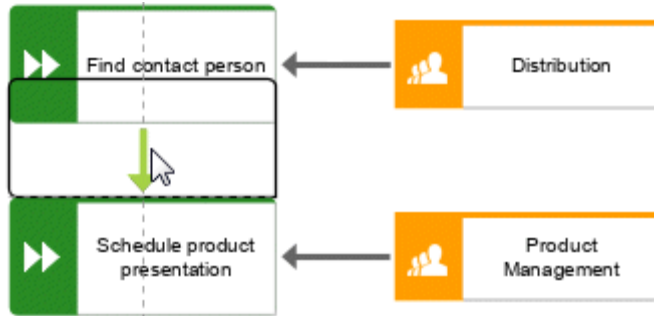 Find contact person
Distribution
Schedule product
presentation
Product
Management